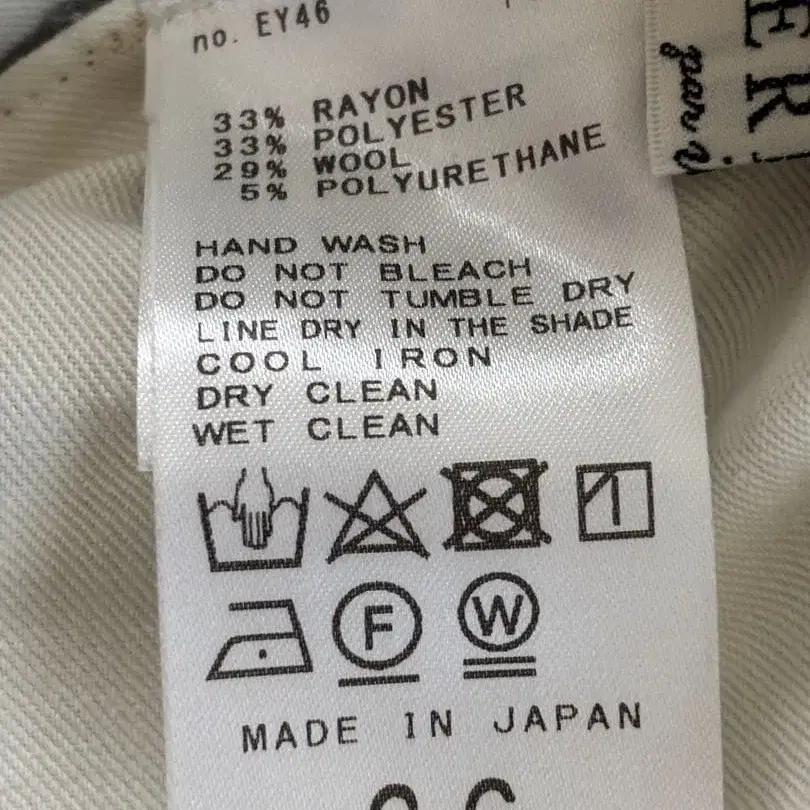 no. EY46
33% RAYON
33% POLYESTER
29% WOOL
5% POLYURETHANE
HAND WASH
DO NOT BLEACH
DO NOT TUMBLE DRY
LINE DRY IN THE SHADE
COOL IRON
DRY CLEAN
WET CLEAN
F
W
MADE IN JAPAN